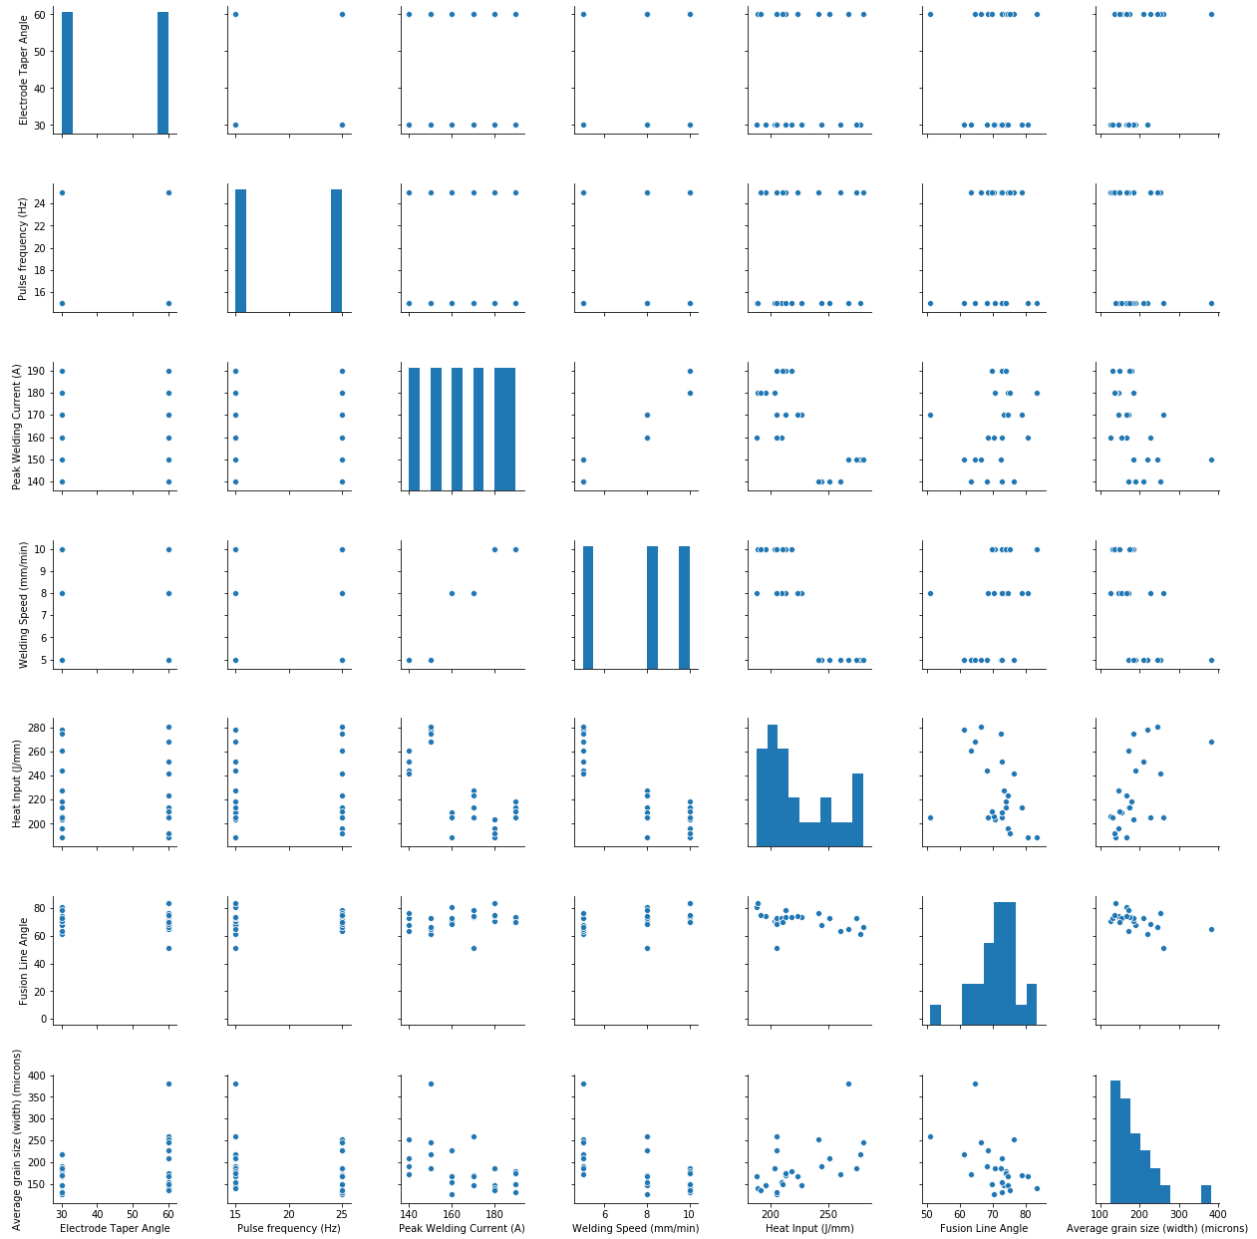 Electrode Taper Angle
60
50
40
30
Pulse frequency (Hz)
24
22
20
18
16
Peak Welding Current (A)
190
180
170
160
150
140
Welding Speed (mm/min)
10
9
8
7
6
5
Heat Input (J/mm)
280
260
240
220
200
Fusion Line Angle
80
60
40
20
0
Average grain size (width) (microns)
400
350
300
250
200
150
30 40 50 60
Electrode Taper Angle
15 20 25
Pulse frequency (Hz)
140 160 180
Peak Welding Current (A)
6 8 10
Welding Speed (mm/min)
200 250
Heat Input (J/mm)
50 60 70 80
Fusion Line Angle
100 200 300 400
Average grain size (width) (microns)